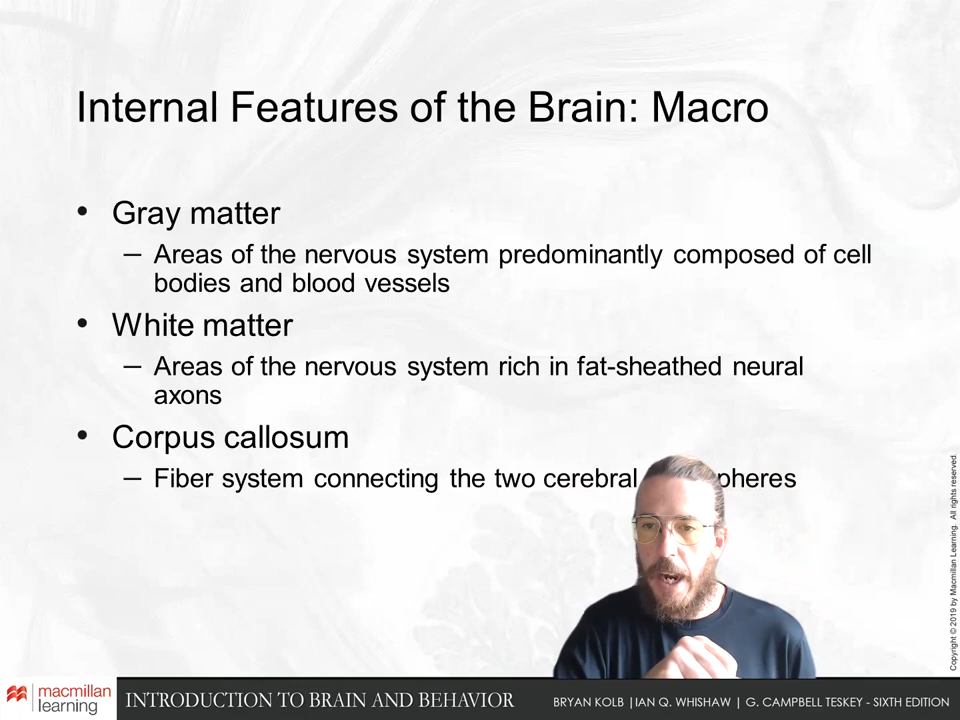 Internal Features of the Brain: Macro
• Gray matter
– Areas of the nervous system predominantly composed of cell
bodies and blood vessels
• White matter
– Areas of the nervous system rich in fat-sheathed neural
axons
• Corpus callosum
– Fiber system connecting the two cerebral pheres
Copyright © 2019 by Macmillan Learning. All rights reserved.
macmillan
learning
INTRODUCTION TO BRAIN AND BEHAVIOR
BRYAN KOLB | IAN Q. WHISHAW | G. CAMPBELL TESKEY - SIXTH EDITION